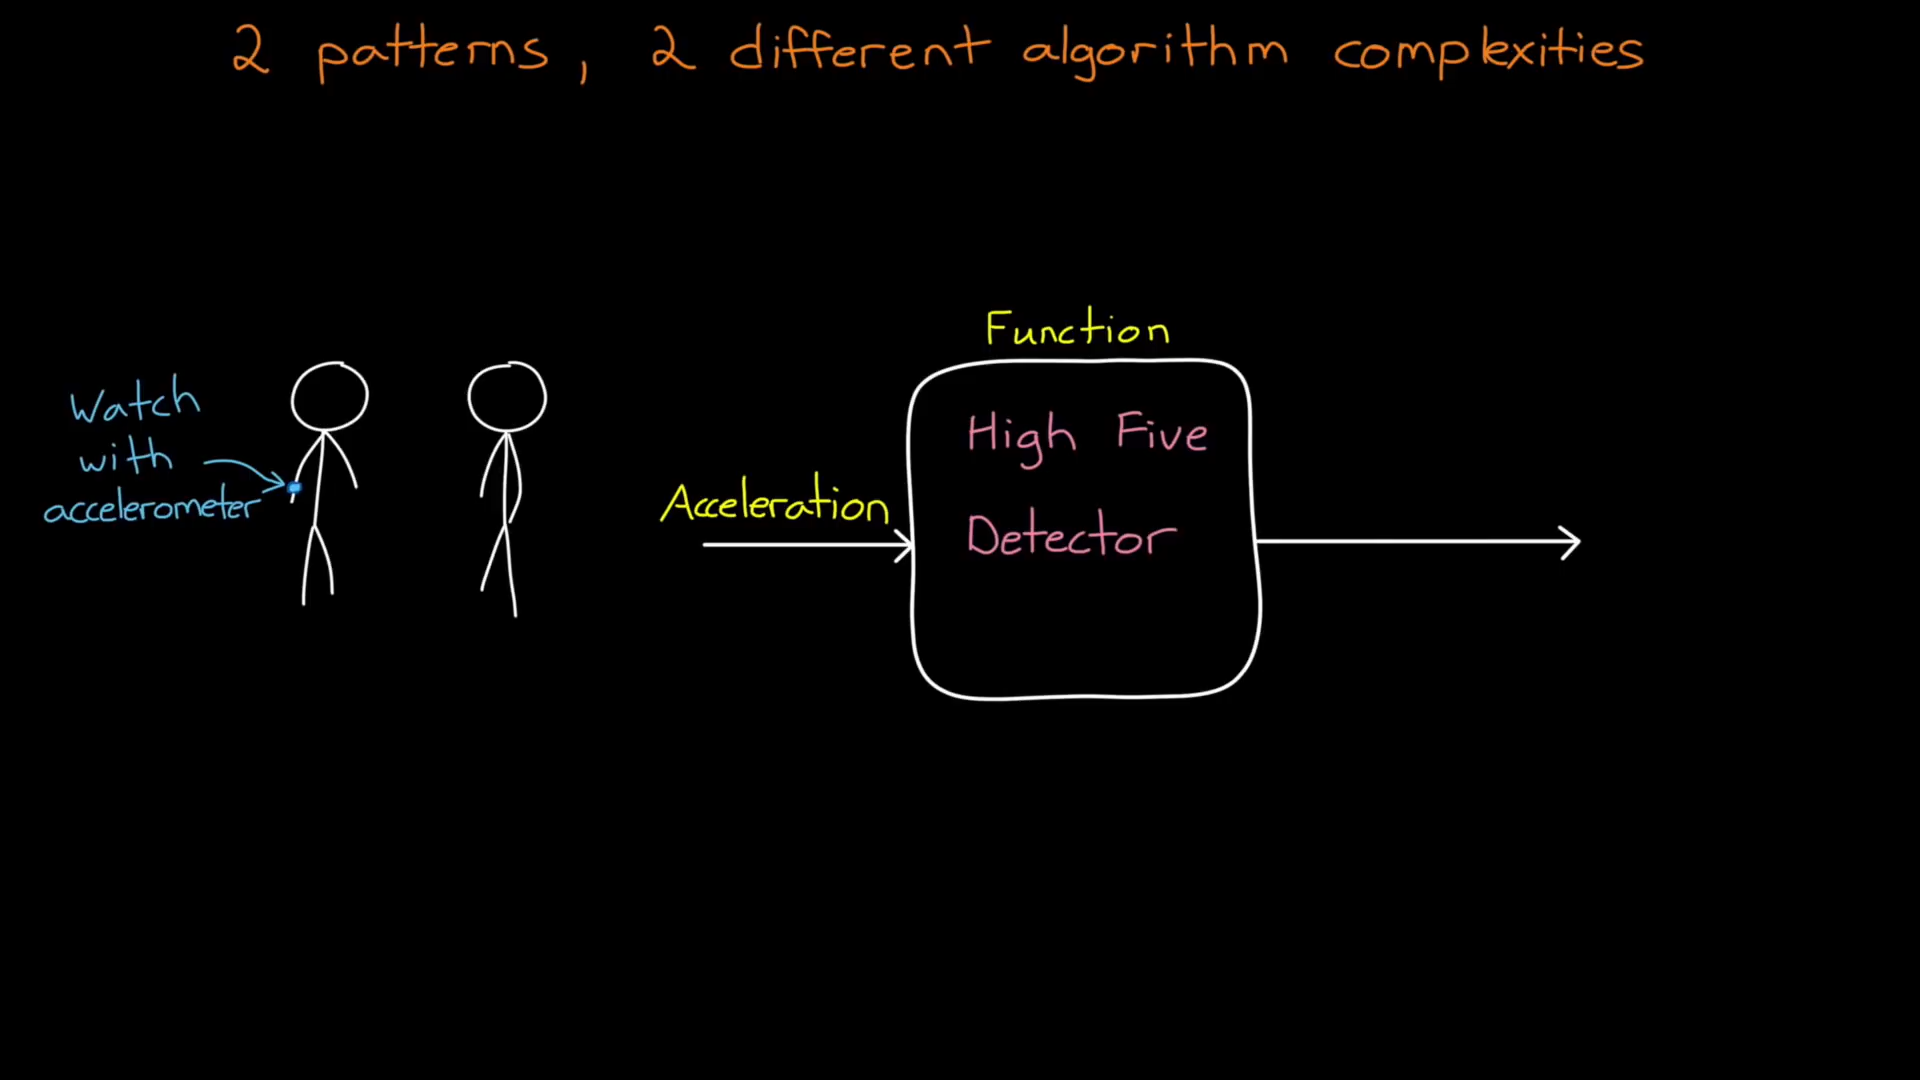 2 patterns, 2 different algorithm complexities
Watch
with
accelerometer
Acceleration
Function
High Five
Detector